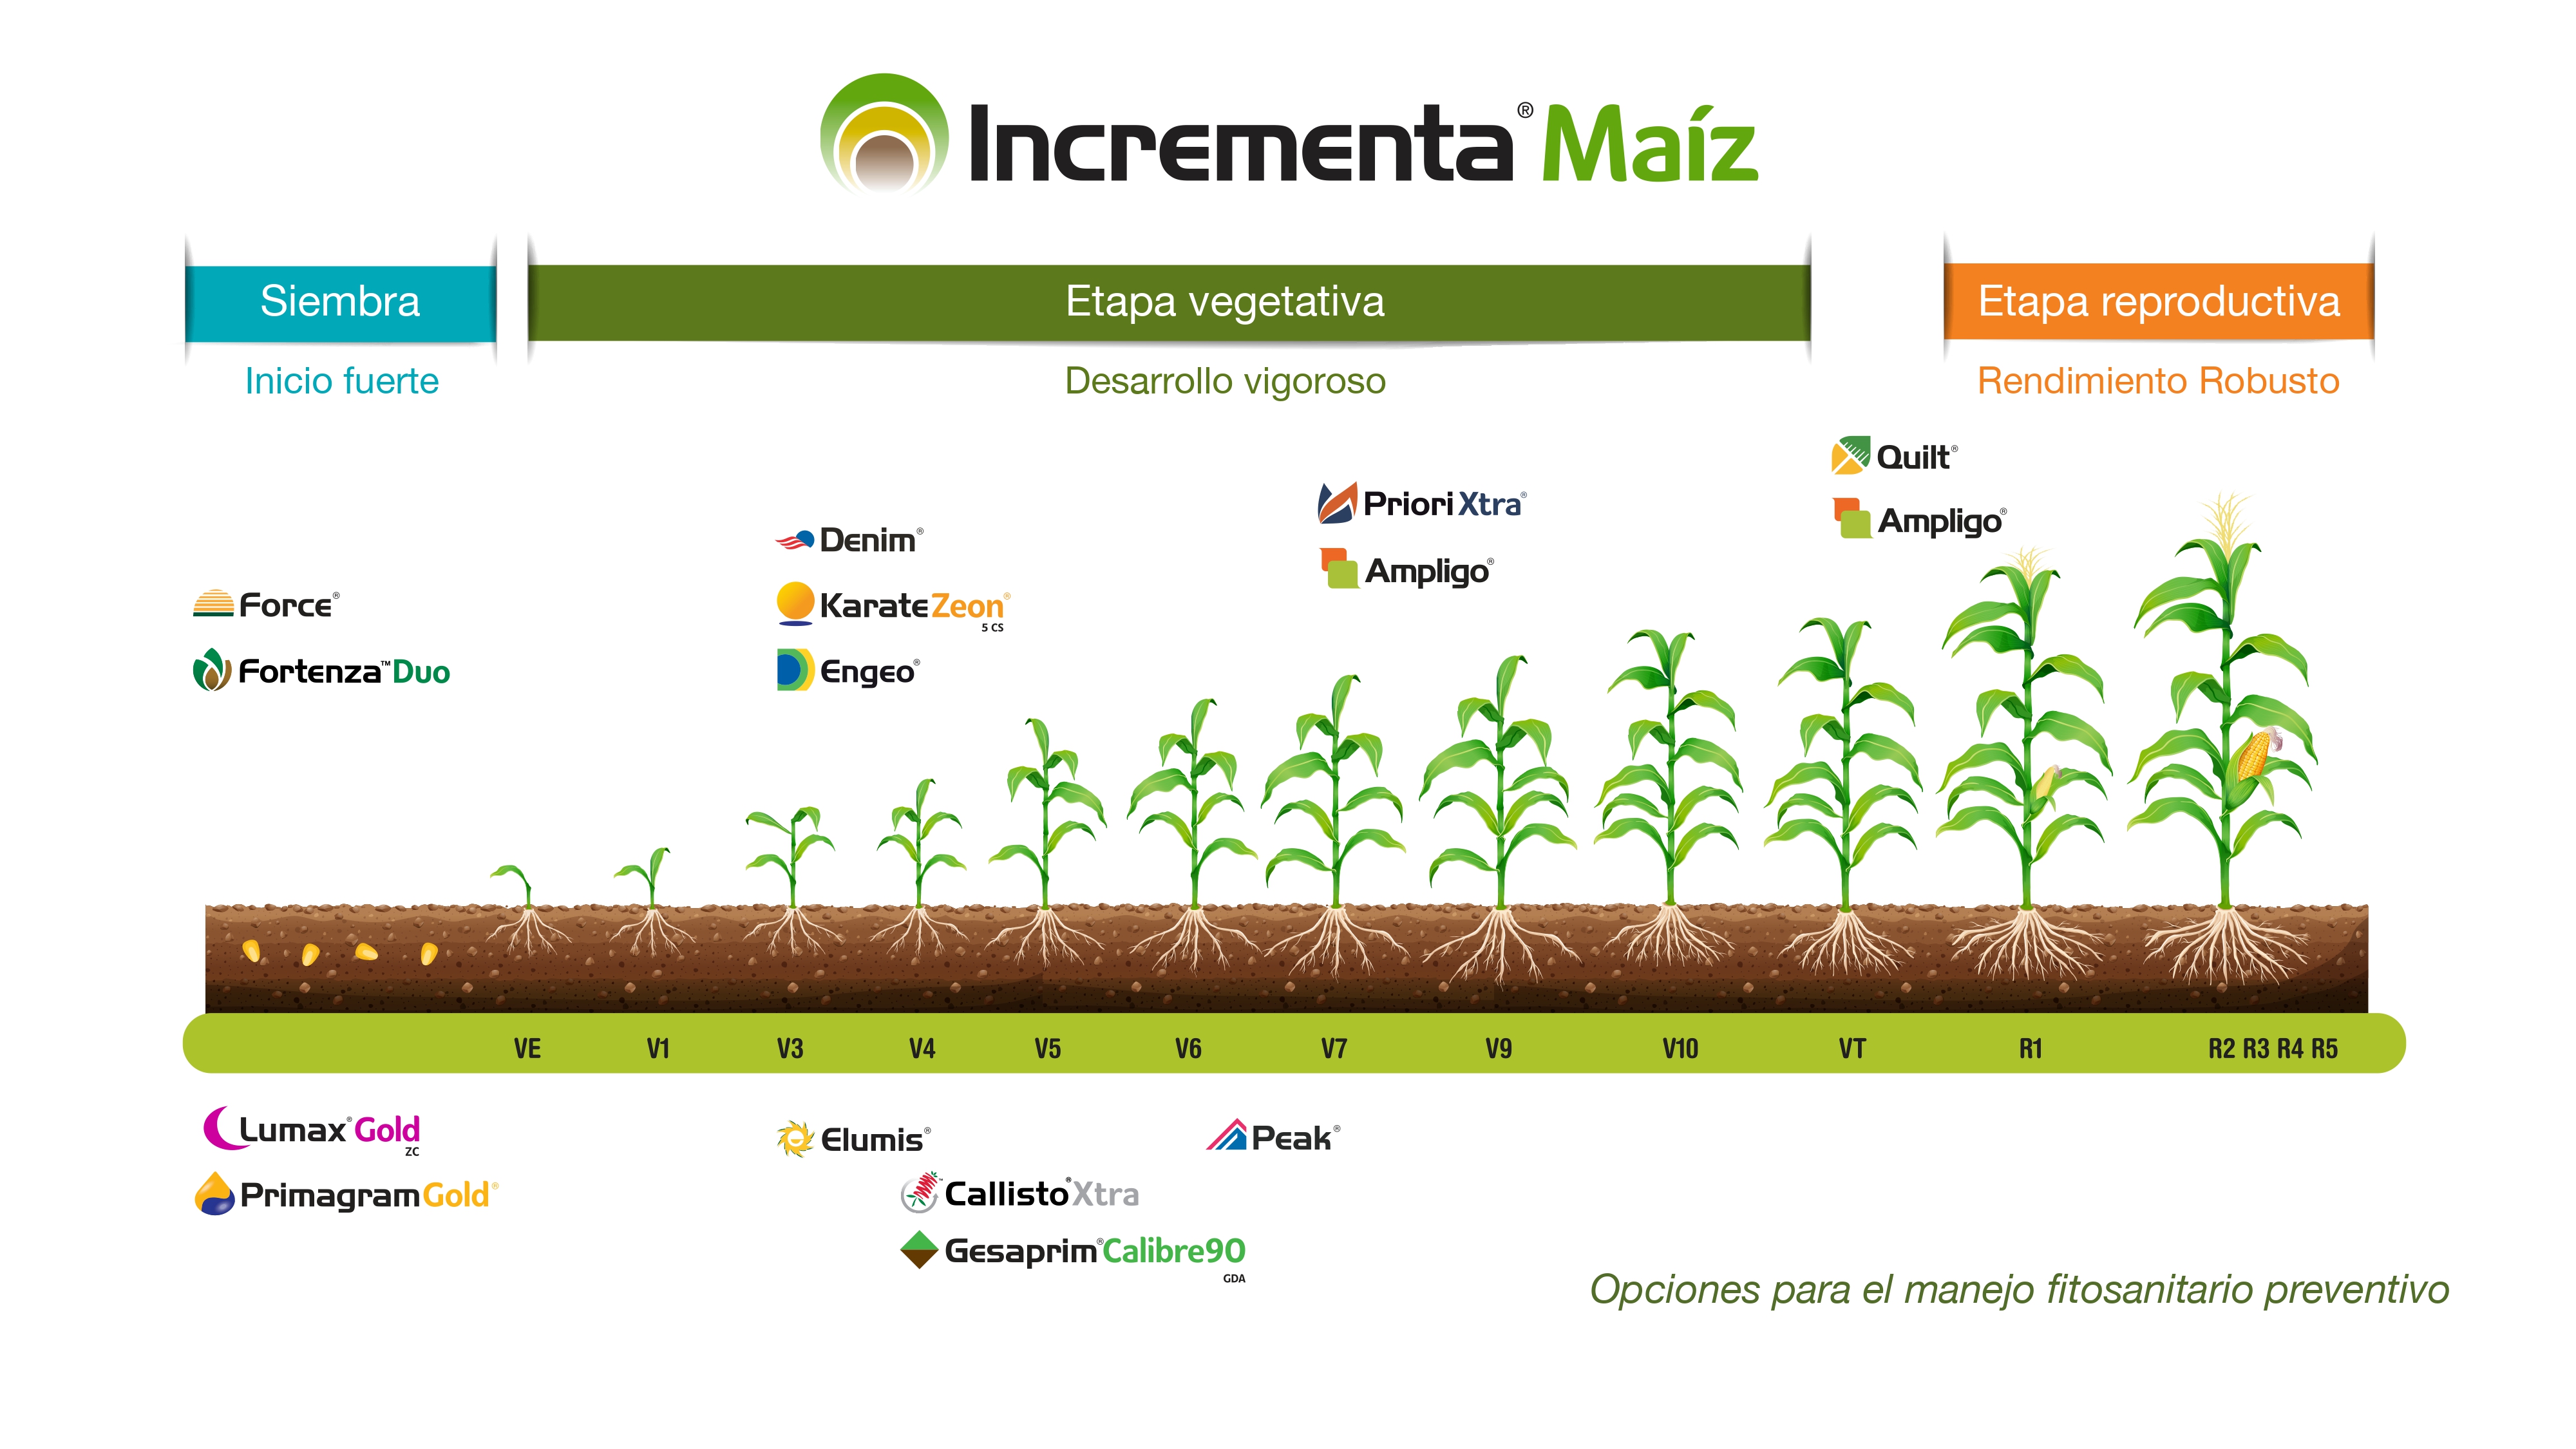 Incrementa® Maíz
Siembra
Etapa vegetativa
Etapa reproductiva
Inicio fuerte
Desarrollo vigoroso
Rendimiento Robusto
Force®
Fortenza™ Duo
Denim®
Karate Zeon®
5 CS
Engeo®
Priori Xtra®
Ampligo®
Quilt®
Ampligo®
VE V1 V3 V4 V5 V6 V7 V9 V10 VT R1 R2 R3 R4 R5
Lumax® Gold
ZC
Primagram Gold®
Elumis®
Callisto® Xtra
Gesaprim® Calibre90
GDA
Peak®
Opciones para el manejo fitosanitario preventivo